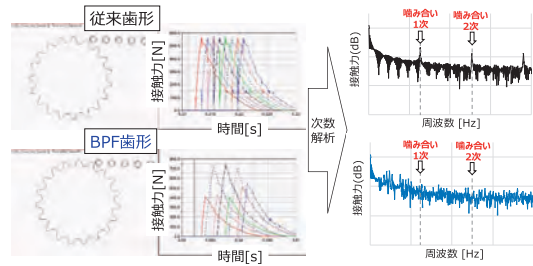 従来歯形
接触力[N]
時間[s]
BPF歯形
接触力[N]
時間[s]
次数
解析
噛み合い
1次
噛み合い
2次
接触力(dB)
周波数 [Hz]
噛み合い
1次
噛み合い
2次
接触力(dB)
周波数 [Hz]